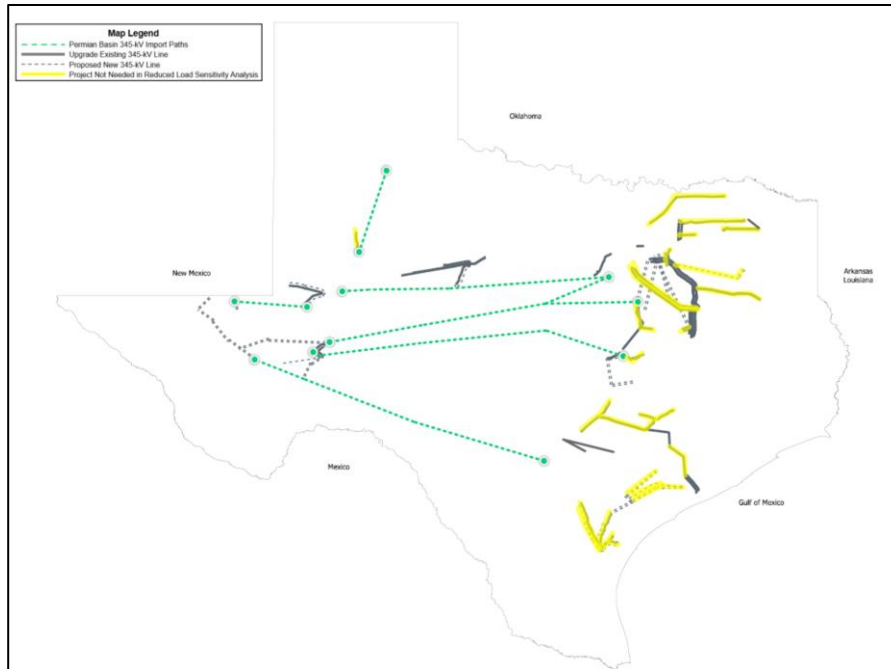 Map Legend
Permian Basin 345-kV Import Paths
Upgrade Existing 345-kV Line
Proposed New 345-kV Line
Project Not Needed in Reduced Load Sensitivity Analysis
Oklahoma
New Mexico
Arkansas
Louisiana
Mexico
Gulf of Mexico